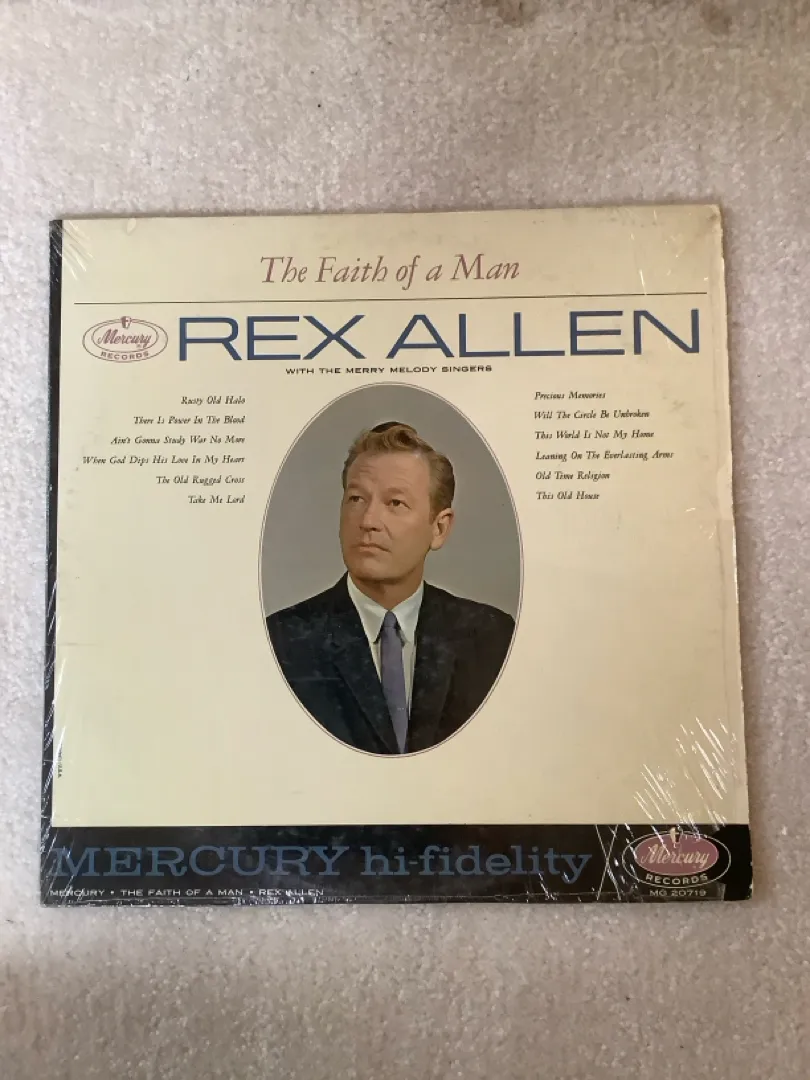 The Faith of a Man
Mercury
RECORDS
REX ALLEN
WITH THE MERRY MELODY SINGERS
Rusty Old Halo
There Is Power In The Blood
Ain't Gonna Study War No More
When God Dips His Love In My Heart
The Old Rugged Cross
Take Me Lord
Precious Memories
Will The Circle Be Unbroken
This World Is Not My Home
Leaning On The Everlasting Arms
Old Time Religion
This Old House
MERCURY hi-fidelity
Mercury
RECORDS
MG 20719
MERCURY • THE FAITH OF A MAN • REX ALLEN